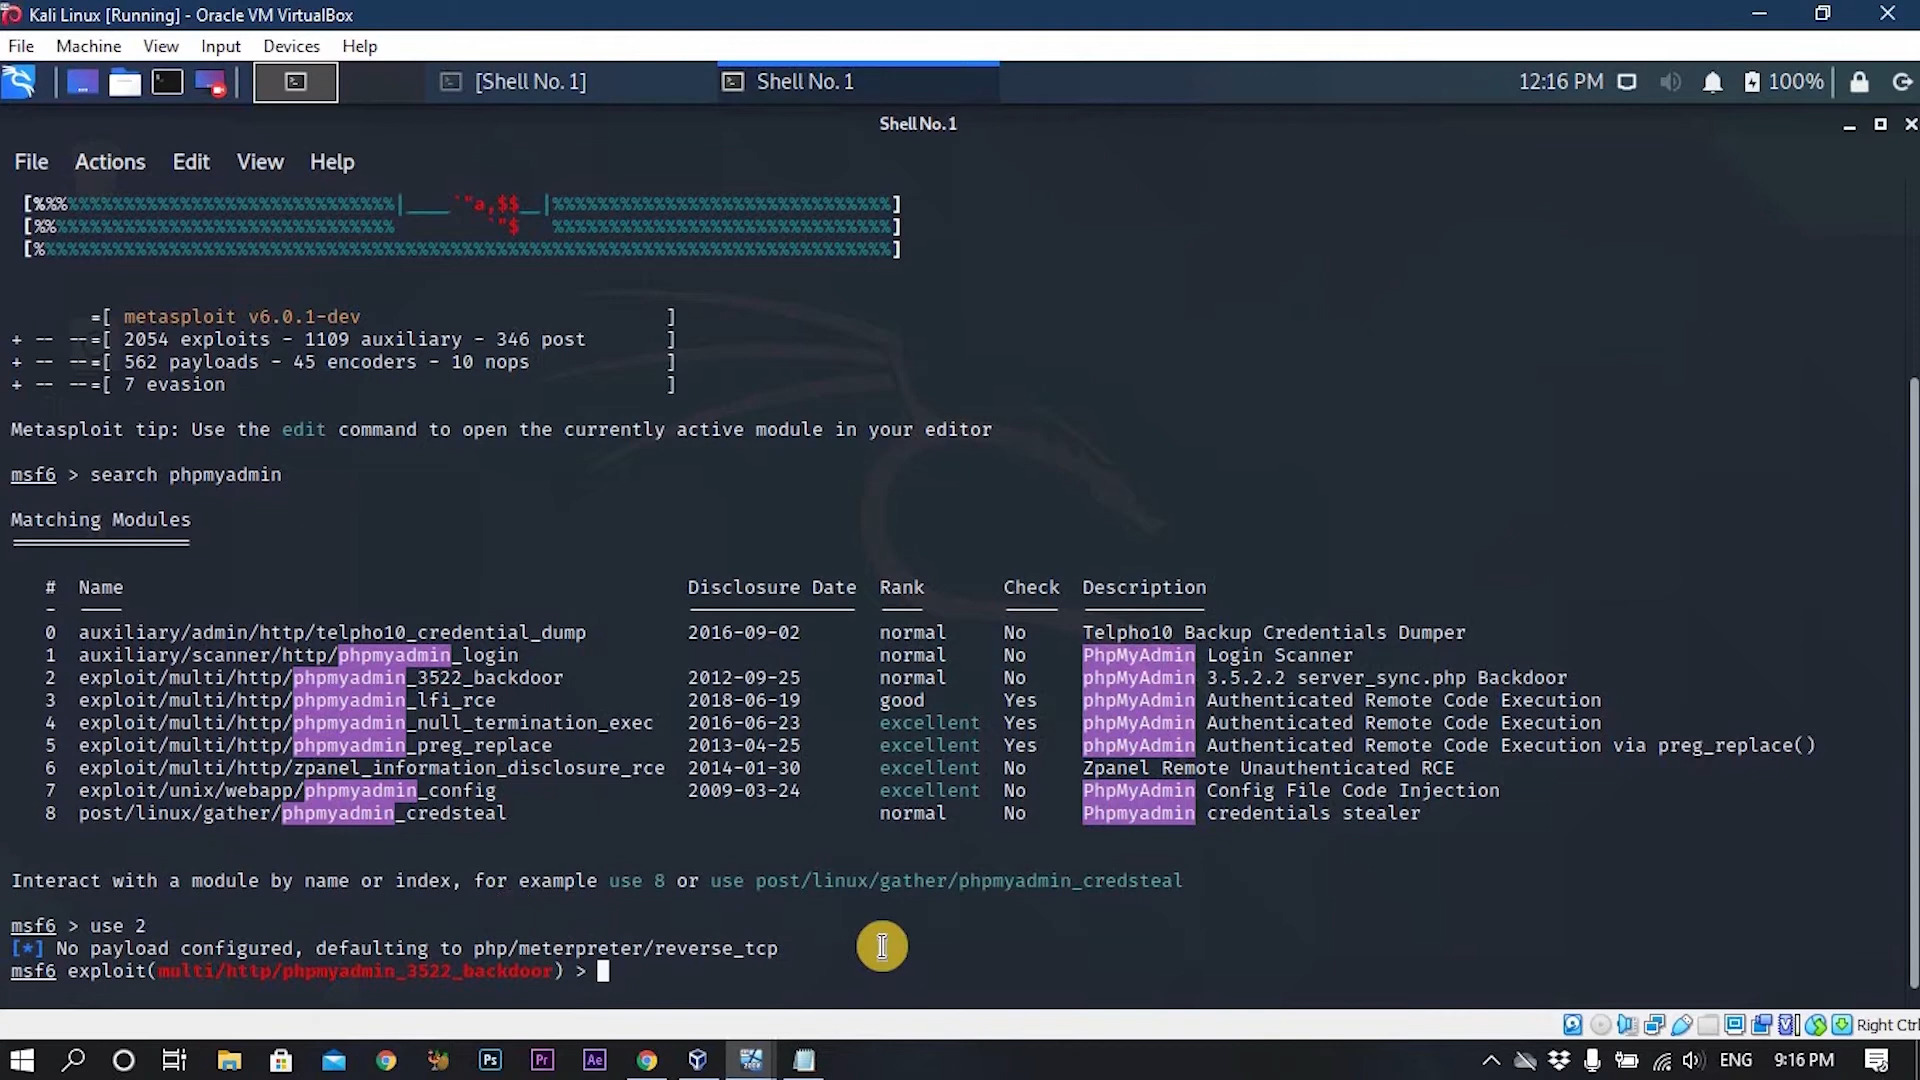 Kali Linux [Running] - Oracle VM VirtualBox
File Machine View Input Devices Help
[Shell No. 1] Shell No. 1 12:16 PM 100%
Shell No. 1
File Actions Edit View Help
=[ metasploit v6.0.1-dev ]
+ -- --=[ 2054 exploits - 1109 auxiliary - 346 post ]
+ -- --=[ 562 payloads - 45 encoders - 10 nops ]
+ -- --=[ 7 evasion ]
Metasploit tip: Use the edit command to open the currently active module in your editor
msf6 > search phpmyadmin
Matching Modules
# Name Disclosure Date Rank Check Description
0 auxiliary/admin/http/telpho10_credential_dump 2016-09-02 normal No Telpho10 Backup Credentials Dumper
1 auxiliary/scanner/http/phpmyadmin_login normal No PhpMyAdmin Login Scanner
2 exploit/multi/http/phpmyadmin_3522_backdoor 2012-09-25 normal No phpMyAdmin 3.5.2.2 server_sync.php Backdoor
3 exploit/multi/http/phpmyadmin_lfi_rce 2018-06-19 good Yes phpMyAdmin Authenticated Remote Code Execution
4 exploit/multi/http/phpmyadmin_null_termination_exec 2016-06-23 excellent Yes phpMyAdmin Authenticated Remote Code Execution
5 exploit/multi/http/phpmyadmin_preg_replace 2013-04-25 excellent Yes phpMyAdmin Authenticated Remote Code Execution via preg_replace()
6 exploit/multi/http/zpanel_information_disclosure_rce 2014-01-30 excellent No Zpanel Remote Unauthenticated RCE
7 exploit/unix/webapp/phpmyadmin_config 2009-03-24 excellent No PhpMyAdmin Config File Code Injection
8 post/linux/gather/phpmyadmin_credsteal normal No Phpmyadmin credentials stealer
Interact with a module by name or index, for example use 8 or use post/linux/gather/phpmyadmin_credsteal
msf6 > use 2
[*] No payload configured, defaulting to php/meterpreter/reverse_tcp
msf6 exploit(multi/http/phpmyadmin_3522_backdoor) >
Right Ctrl
Ps Pr Ae ENG 9:16 PM